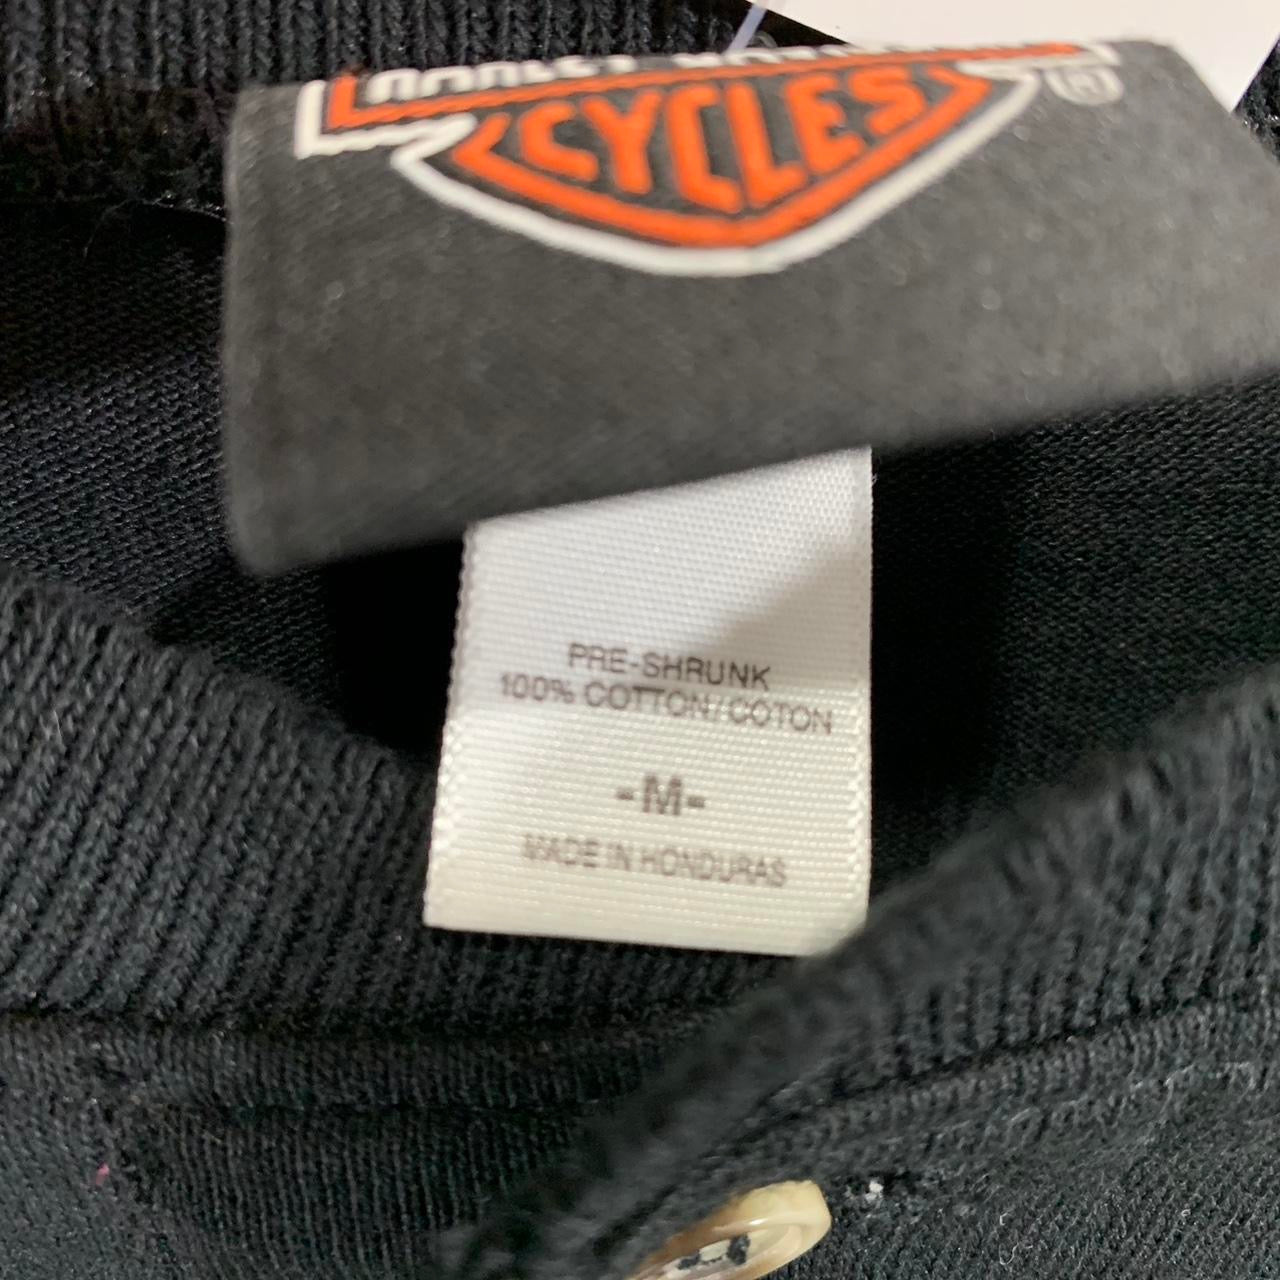 CYCLES
®
PRE-SHRUNK
100% COTTON/COTON
-M-
MADE IN HONDURAS